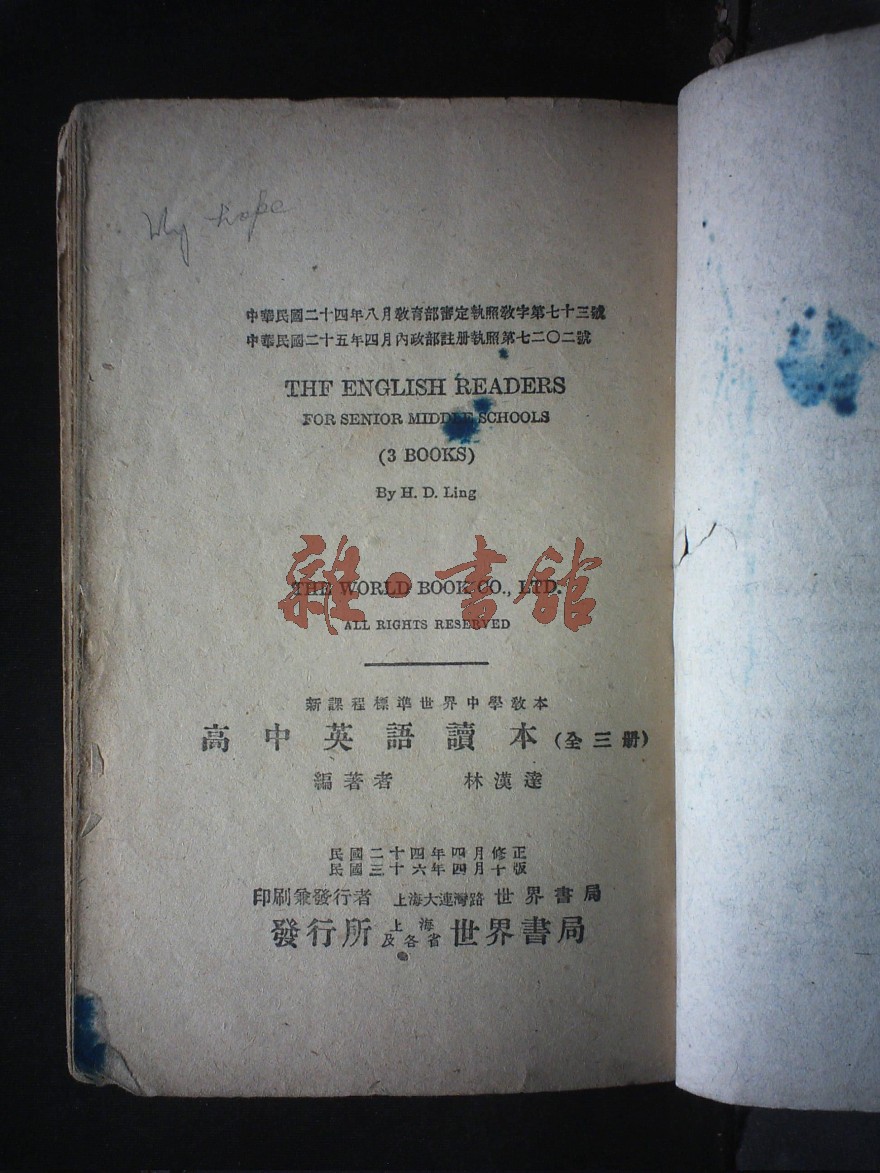 My hope
中華民國二十四年八月教育部審定執照教字第七十三號
中華民國二十五年四月內政部註册執照第七二〇二號
THF ENGLISH READERS
FOR SENIOR MIDDLE SCHOOLS
(3 BOOKS)
By H. D. Ling
THE WORLD BOOK CO., LTD.
雜·書館
ALL RIGHTS RESERVED
新課程標準世界中學教本
高中英語讀本(全三册)
編著者 林漢達
民國二十四年四月修正
民國三十六年四月十版
印刷兼發行者 上海大連灣路 世界書局
發行所 上海及各省 世界書局